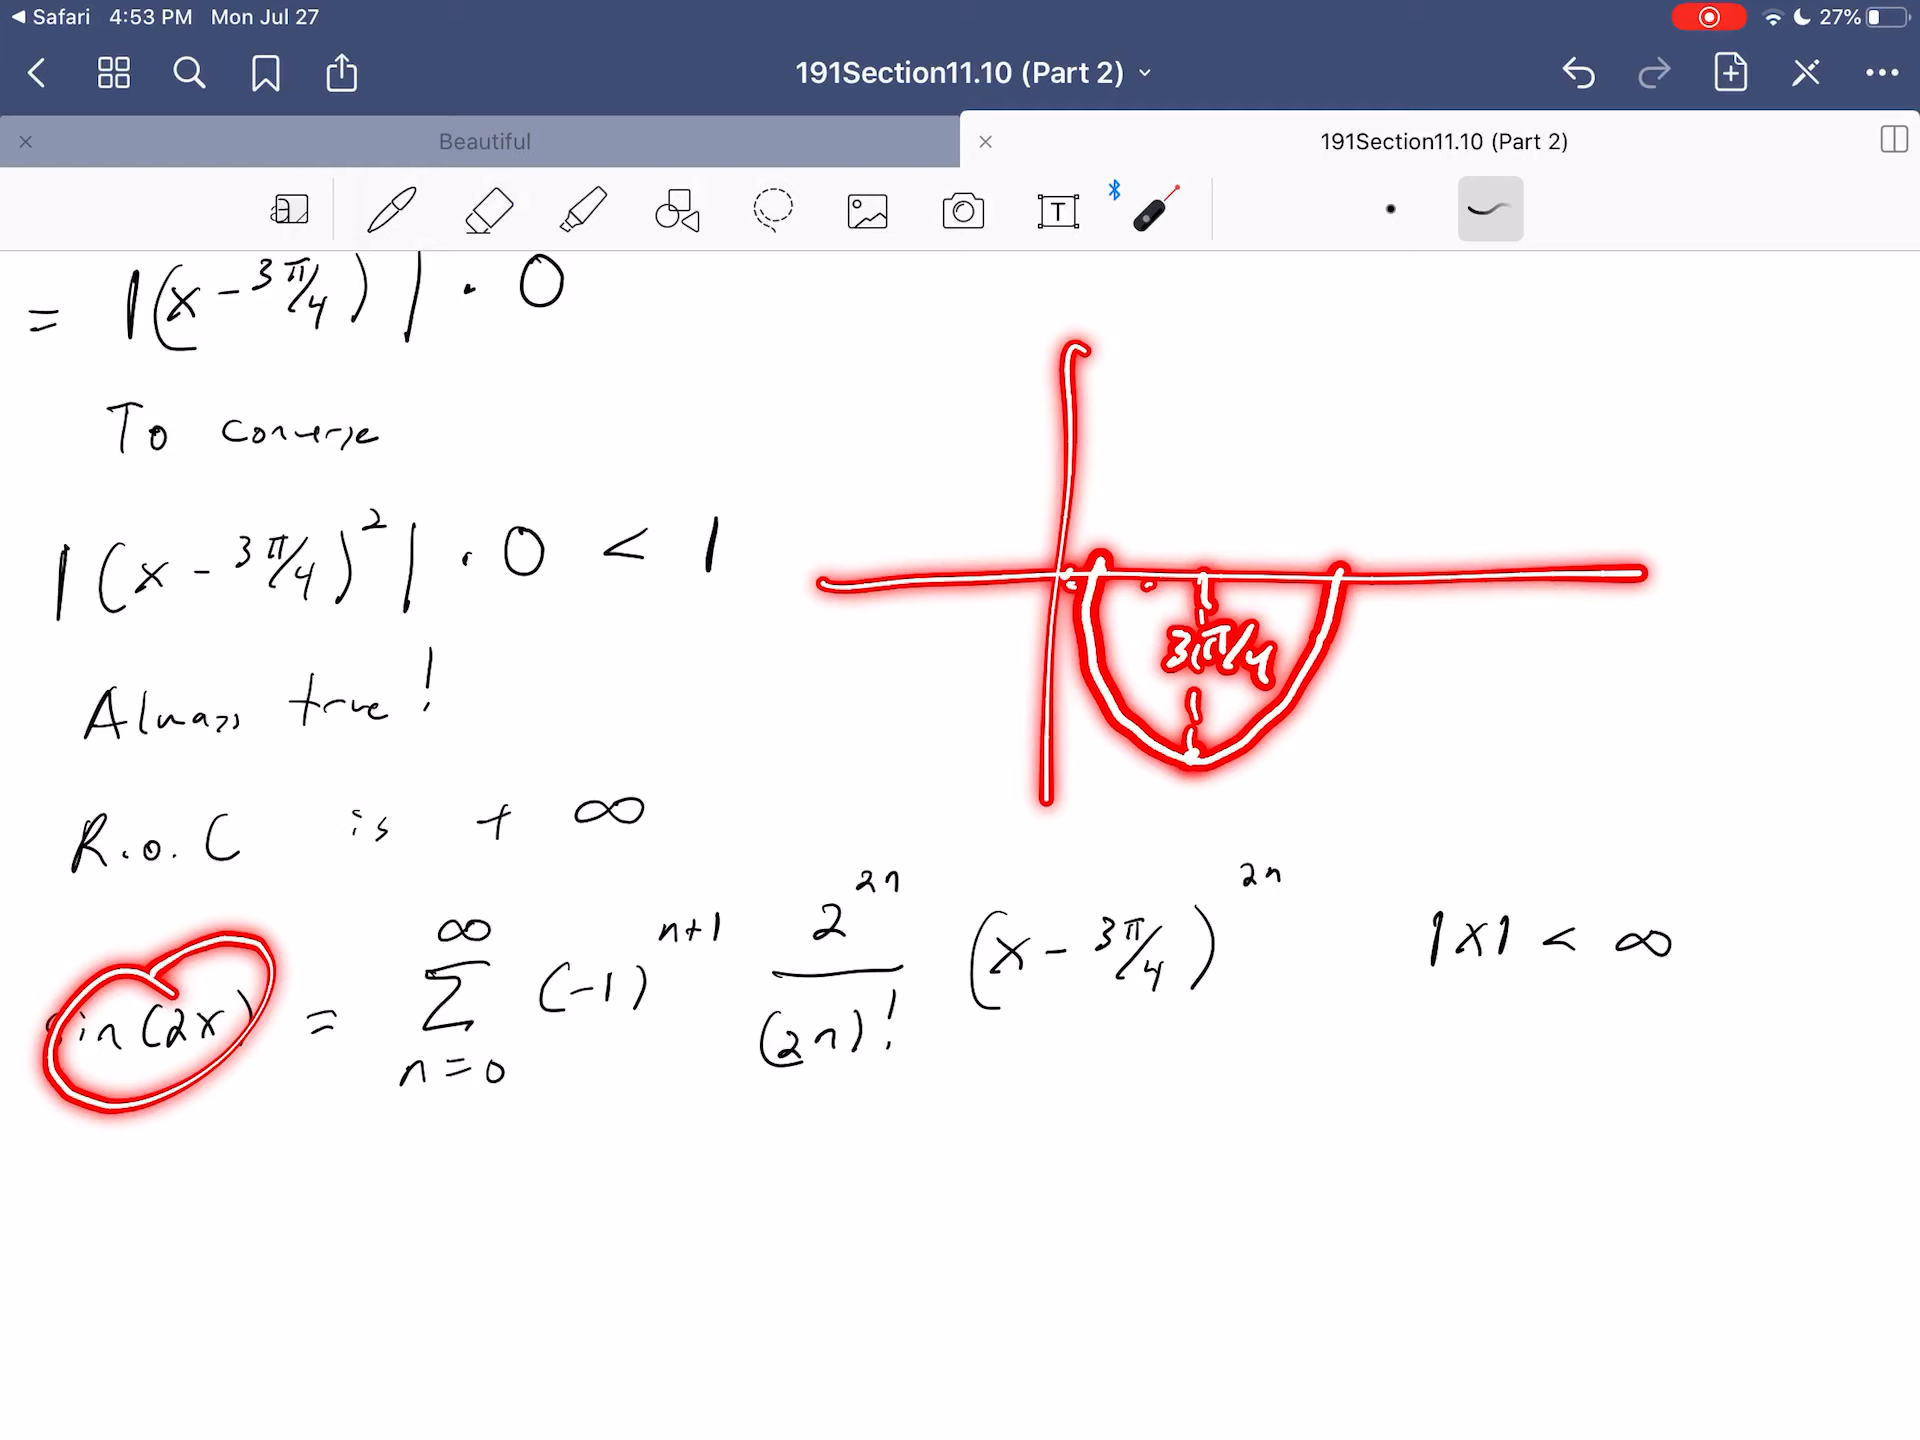 Safari 4:53 PM Mon Jul 27 27%
191Section11.10 (Part 2)
Beautiful
191Section11.10 (Part 2)
a T
= |(x - 3π/4)| · 0
To converge
|(x - 3π/4)²| · 0 < 1
Always true!
3π/4
R.o.C is + ∞
sin(2x) = ∑_{n=0}^{∞} (-1)^{n+1} 2^{2n}/(2n)! (x - 3π/4)^{2n} |x| < ∞